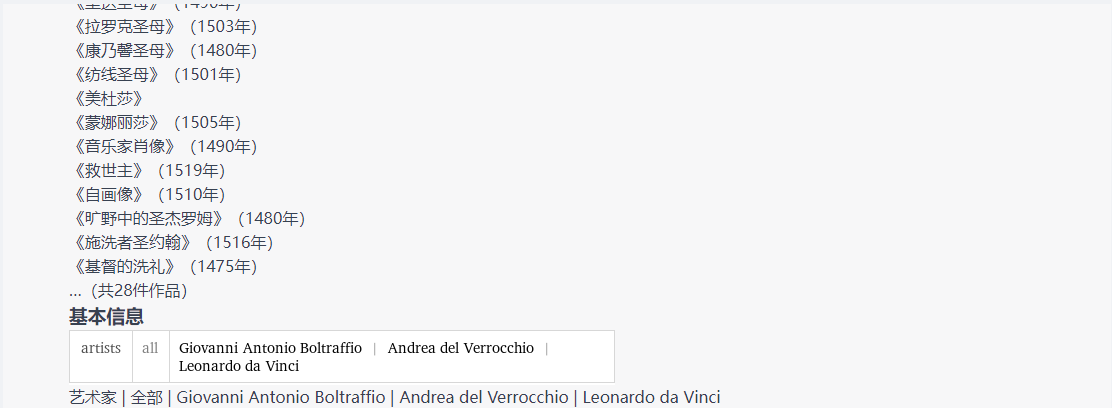 《拉罗克圣母》（1503年）
《康乃馨圣母》（1480年）
《纺线圣母》（1501年）
《美杜莎》
《蒙娜丽莎》（1505年）
《音乐家肖像》（1490年）
《救世主》（1519年）
《自画像》（1510年）
《旷野中的圣杰罗姆》（1480年）
《施洗者圣约翰》（1516年）
《基督的洗礼》（1475年）
...（共28件作品）
基本信息
artists | all | Giovanni Antonio Boltraffio | Andrea del Verrocchio |
Leonardo da Vinci
艺术家 | 全部 | Giovanni Antonio Boltraffio | Andrea del Verrocchio | Leonardo da Vinci